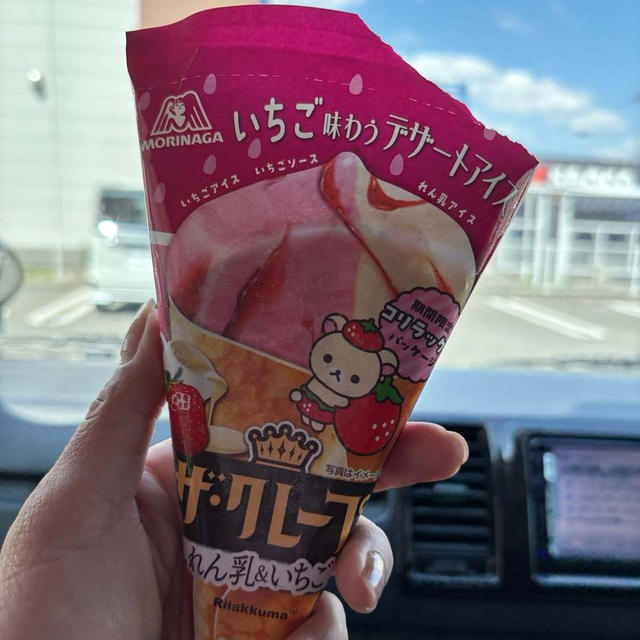 MORINAGA
いちご味わうデザートアイス
いちごアイス
いちごソース
れん乳アイス
期間限定
コリラック
パッケージ
写真はイメー
ザ・クレープ
れん乳&いちご
Rilakkuma™